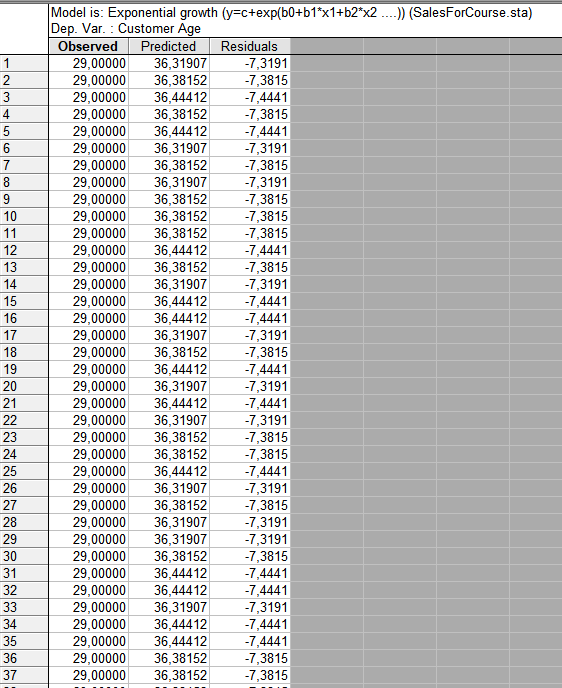 Model is: Exponential growth (y=c+exp(b0+b1*x1+b2*x2 ....)) (SalesForCourse.sta)
Dep. Var. : Customer Age
Observed Predicted Residuals
1 29,00000 36,31907 -7,3191
2 29,00000 36,38152 -7,3815
3 29,00000 36,44412 -7,4441
4 29,00000 36,38152 -7,3815
5 29,00000 36,44412 -7,4441
6 29,00000 36,31907 -7,3191
7 29,00000 36,38152 -7,3815
8 29,00000 36,31907 -7,3191
9 29,00000 36,38152 -7,3815
10 29,00000 36,38152 -7,3815
11 29,00000 36,38152 -7,3815
12 29,00000 36,44412 -7,4441
13 29,00000 36,38152 -7,3815
14 29,00000 36,31907 -7,3191
15 29,00000 36,44412 -7,4441
16 29,00000 36,44412 -7,4441
17 29,00000 36,31907 -7,3191
18 29,00000 36,38152 -7,3815
19 29,00000 36,44412 -7,4441
20 29,00000 36,31907 -7,3191
21 29,00000 36,44412 -7,4441
22 29,00000 36,31907 -7,3191
23 29,00000 36,38152 -7,3815
24 29,00000 36,38152 -7,3815
25 29,00000 36,44412 -7,4441
26 29,00000 36,31907 -7,3191
27 29,00000 36,38152 -7,3815
28 29,00000 36,31907 -7,3191
29 29,00000 36,31907 -7,3191
30 29,00000 36,38152 -7,3815
31 29,00000 36,44412 -7,4441
32 29,00000 36,44412 -7,4441
33 29,00000 36,31907 -7,3191
34 29,00000 36,44412 -7,4441
35 29,00000 36,44412 -7,4441
36 29,00000 36,38152 -7,3815
37 29,00000 36,38152 -7,3815